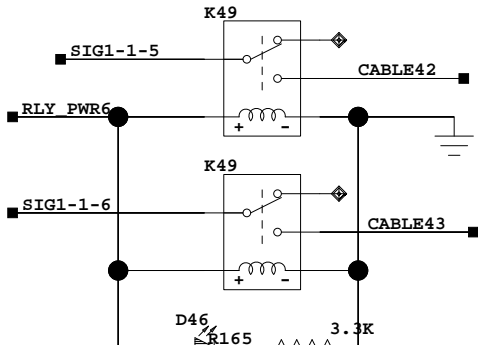 K49
SIG1-1-5
CABLE42
RLY_PWR6
+ -
K49
SIG1-1-6
CABLE43
+ -
D46
R165
3.3K